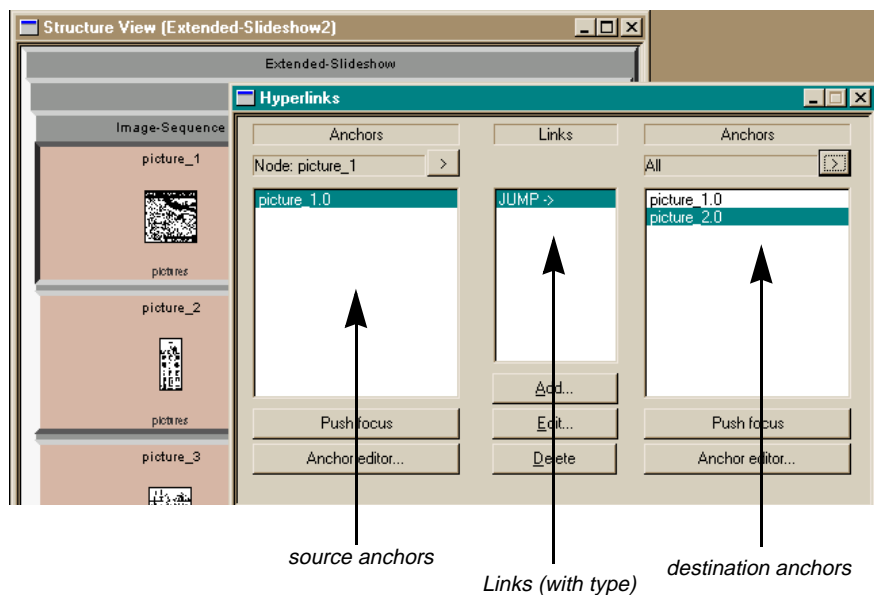 Structure View (Extended-Slideshow2)
Extended-Slideshow
Image-Sequence
picture_1
pictures
picture_2
pictures
picture_3
Hyperlinks
Anchors
Links
Anchors
Node: picture_1
>
All
>
picture_1.0
JUMP ->
picture_1.0
picture_2.0
Add...
Push focus
Edit...
Push focus
Anchor editor...
Delete
Anchor editor...
source anchors
Links (with type)
destination anchors